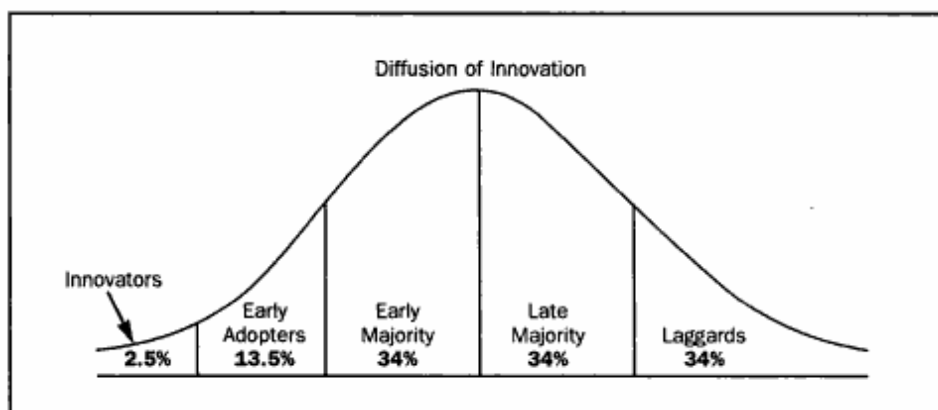 Diffusion of Innovation
Innovators
2.5%
Early
Adopters
13.5%
Early
Majority
34%
Late
Majority
34%
Laggards
34%